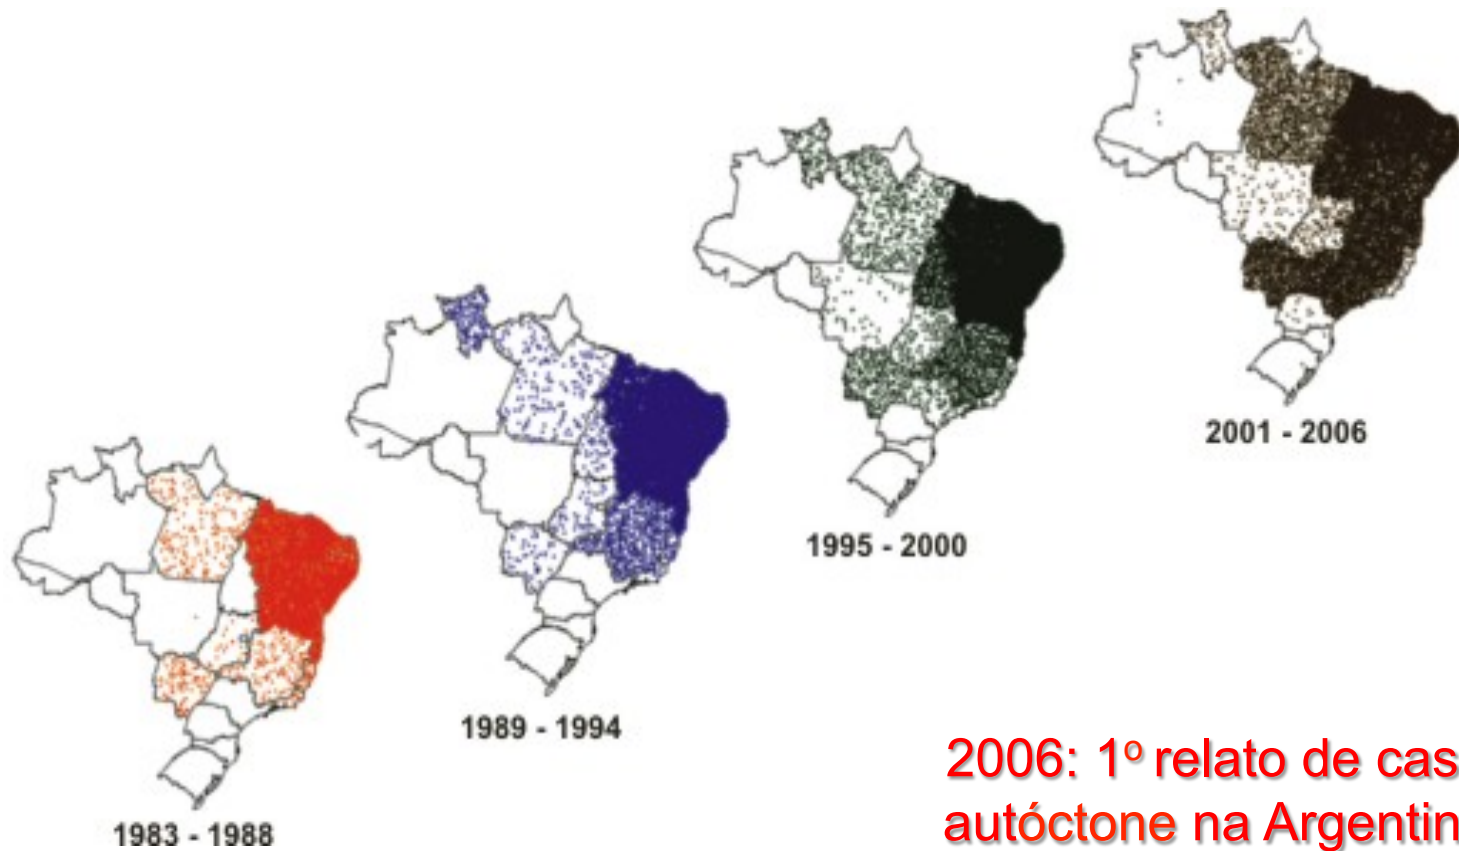 2001 - 2006
1995 - 2000
1989 - 1994
1983 - 1988
2006: 1º relato de cas
autóctone na Argentin